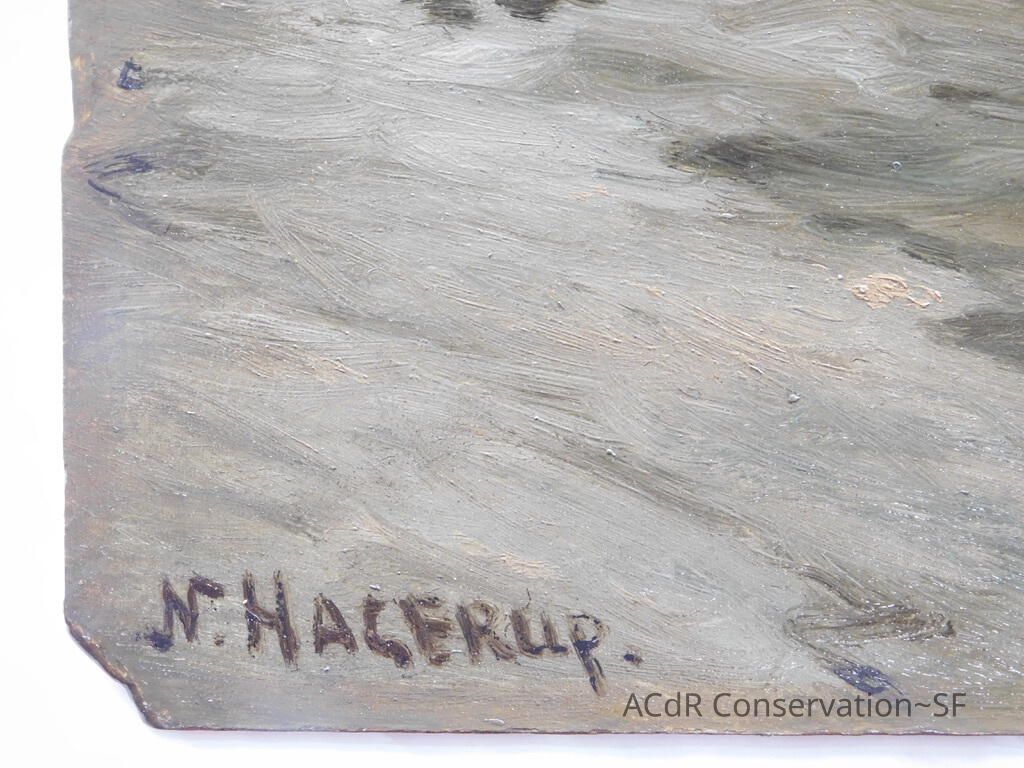 N. HAGERUP.
ACdR Conservation~SF